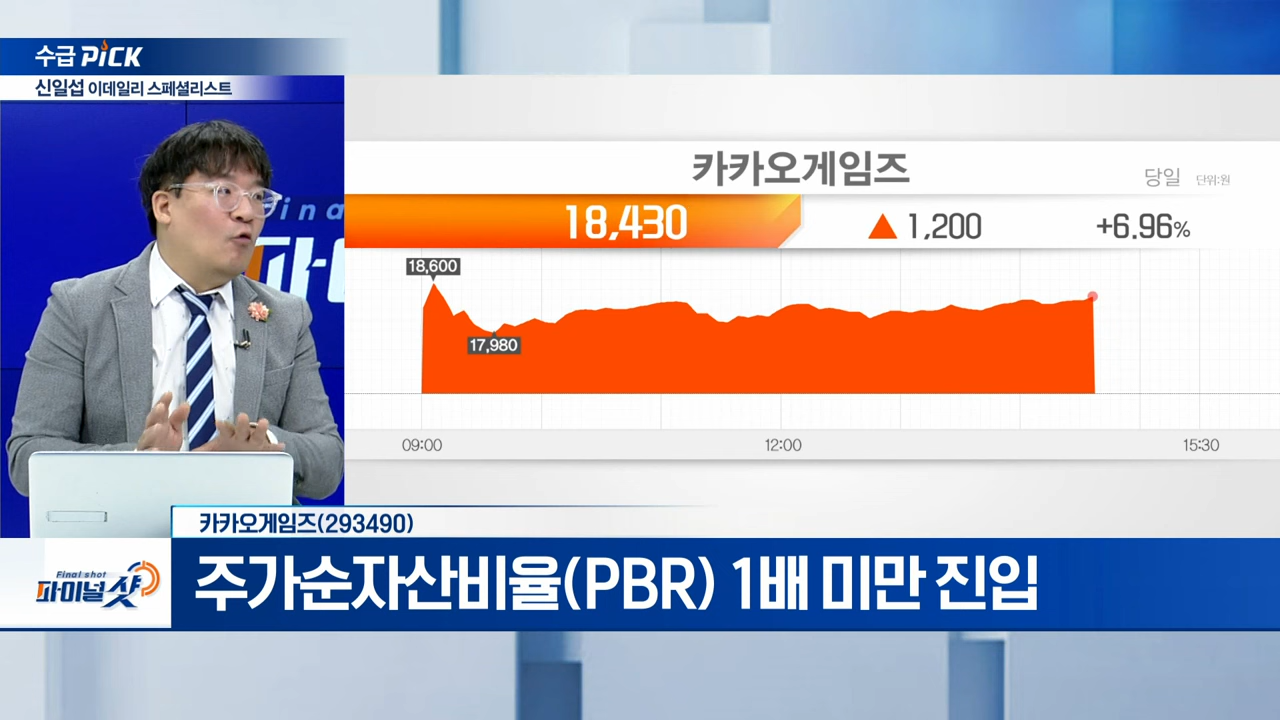 수급 PiCK
신일섭 이데일리 스페셜리스트
Fina
파
카카오게임즈
당일 단위:원
18,430 ▲ 1,200 +6.96%
18,600
17,980
09:00 12:00 15:30
카카오게임즈(293490)
Final shot
파이널샷
주가순자산비율(PBR) 1배 미만 진입